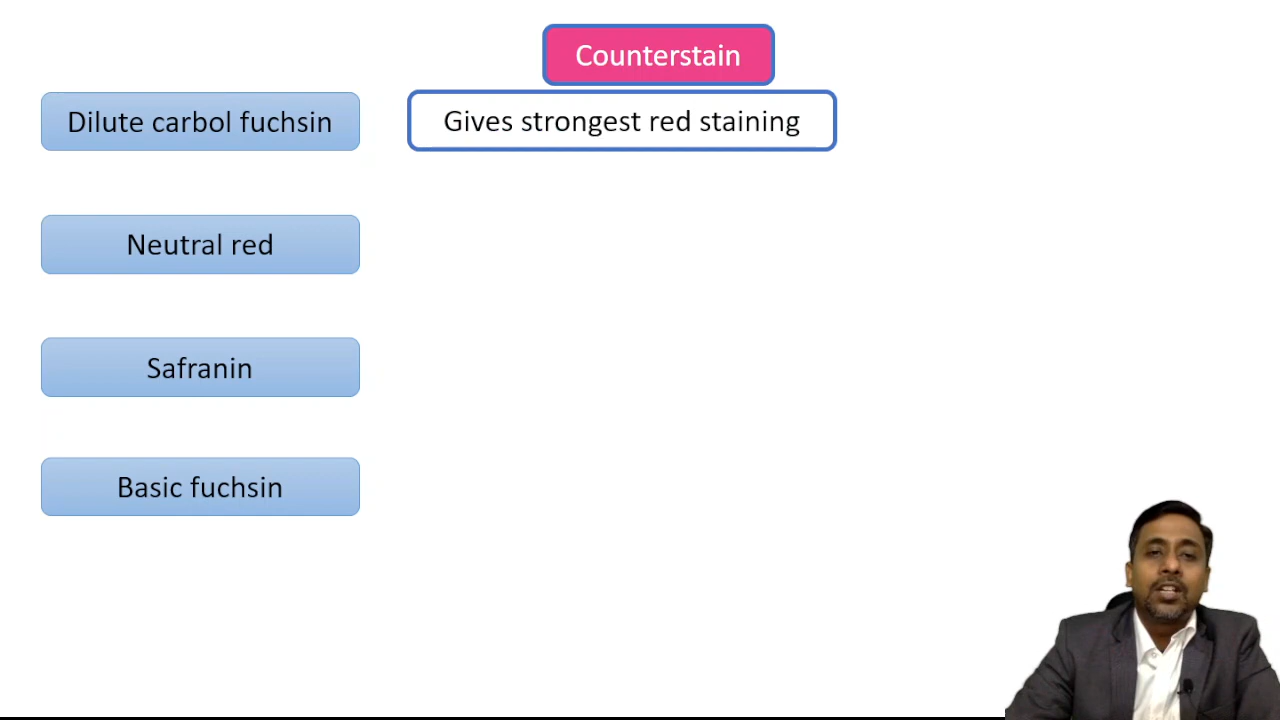 Counterstain
Dilute carbol fuchsin
Gives strongest red staining
Neutral red
Safranin
Basic fuchsin